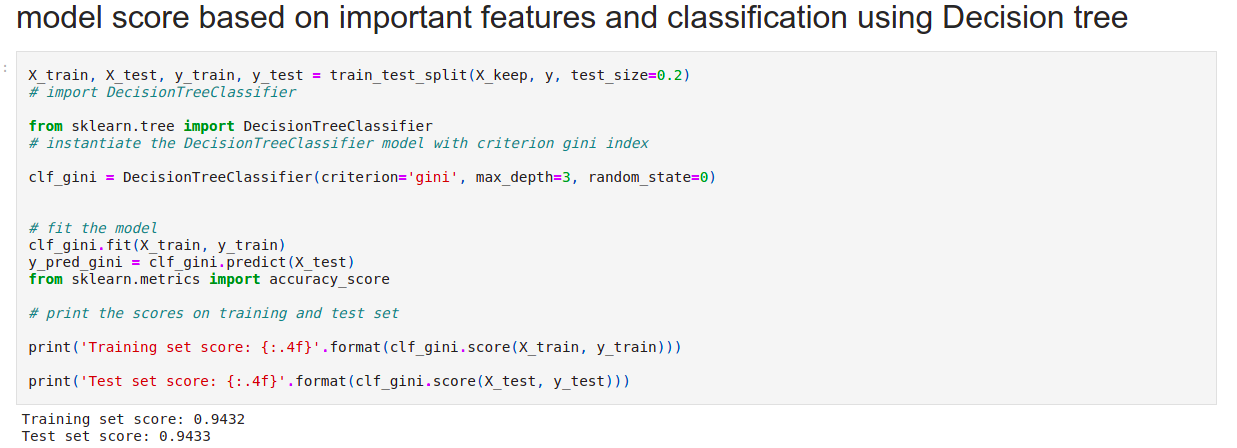 model score based on important features and classification using Decision tree
:
X_train, X_test, y_train, y_test = train_test_split(X_keep, y, test_size=0.2)
# import DecisionTreeClassifier
from sklearn.tree import DecisionTreeClassifier
# instantiate the DecisionTreeClassifier model with criterion gini index
clf_gini = DecisionTreeClassifier(criterion='gini', max_depth=3, random_state=0)
# fit the model
clf_gini.fit(X_train, y_train)
y_pred_gini = clf_gini.predict(X_test)
from sklearn.metrics import accuracy_score
# print the scores on training and test set
print('Training set score: {:.4f}'.format(clf_gini.score(X_train, y_train)))
print('Test set score: {:.4f}'.format(clf_gini.score(X_test, y_test)))
Training set score: 0.9432
Test set score: 0.9433